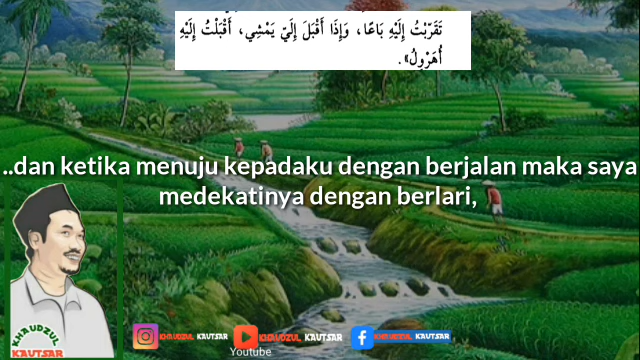 تَقَرَّبْتُ إِلَيْهِ بَاعًا، وَإِذَا أَقْبَلَ إِلَيَّ يَمْشِي، أَقْبَلْتُ إِلَيْهِ
أُهَرْوِلُ».
..dan ketika menuju kepadaku dengan berjalan maka saya
medekatinya dengan berlari,
KHAUDZUL
KAUTSAR
KHAUDZUL KAUTSAR
KHAUDZUL KAUTSAR
Youtube
KHAUDZUL KAUTSAR